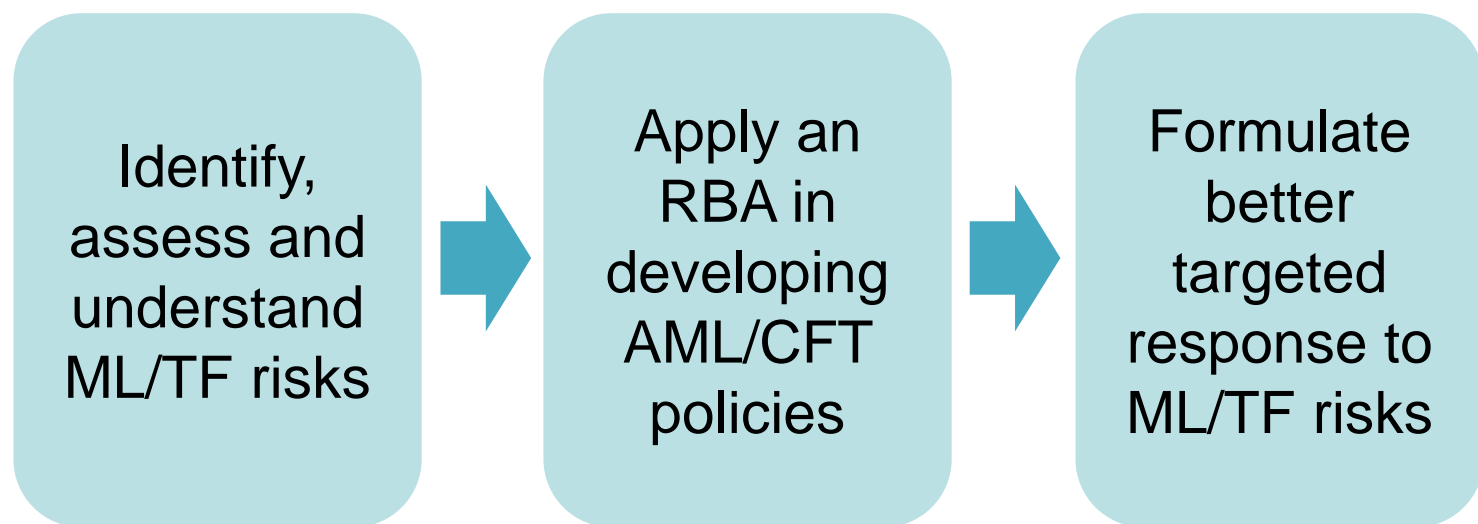 Identify,
assess and
understand
ML/TF risks
Apply an
RBA in
developing
AML/CFT
policies
Formulate
better
targeted
response to
ML/TF risks